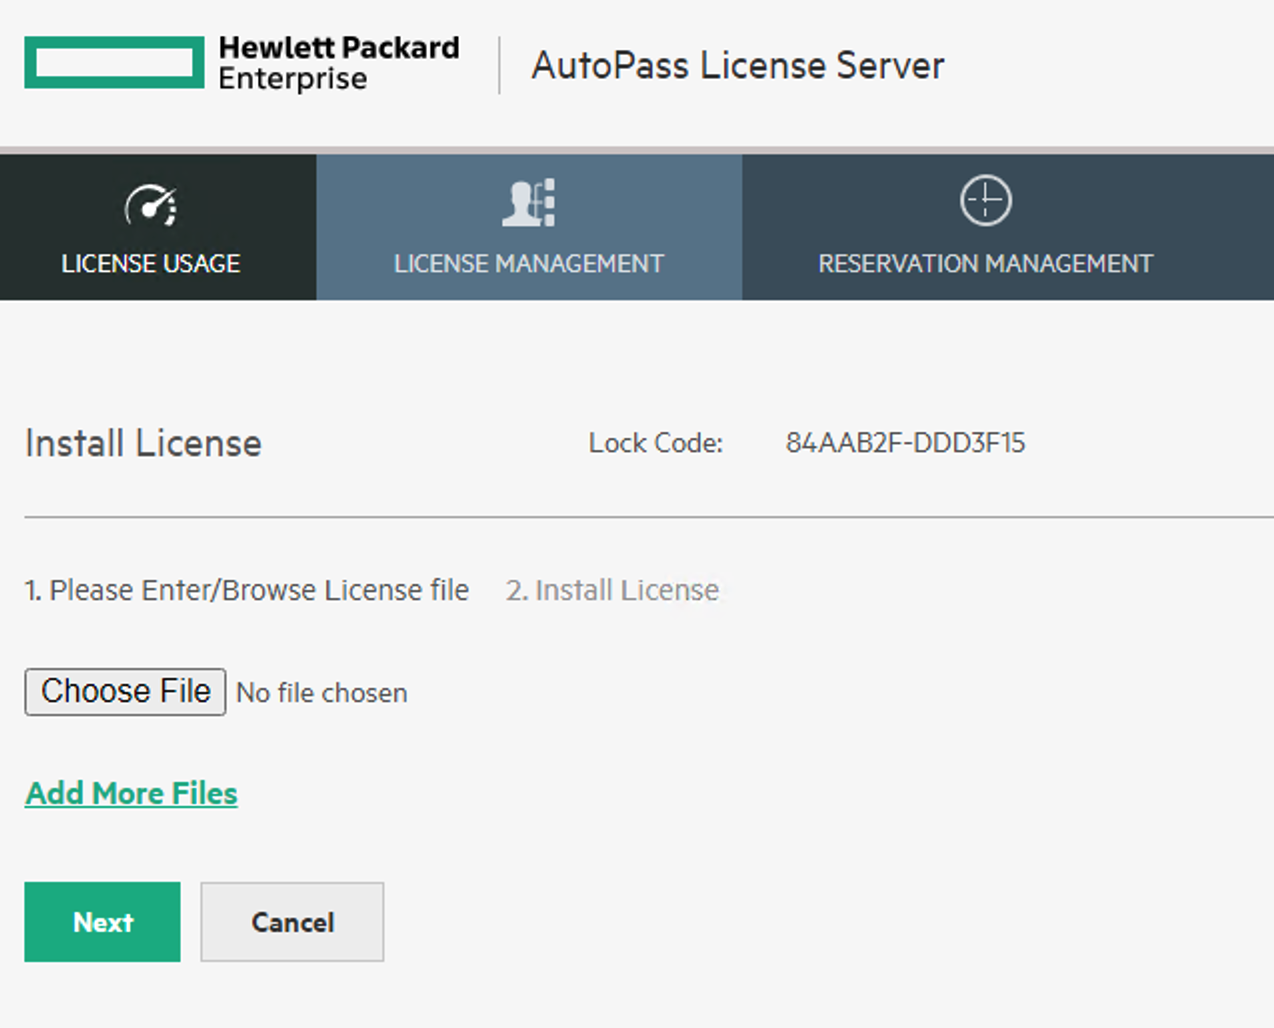 Hewlett Packard
Enterprise
AutoPass License Server
LICENSE USAGE
LICENSE MANAGEMENT
RESERVATION MANAGEMENT
Install License
Lock Code: 84AAB2F-DDD3F15
1. Please Enter/Browse License file 2. Install License
Choose File No file chosen
Add More Files
Next Cancel